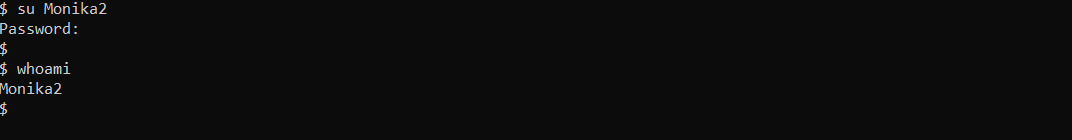 $ su Monika2
Password:
$
$ whoami
Monika2
$